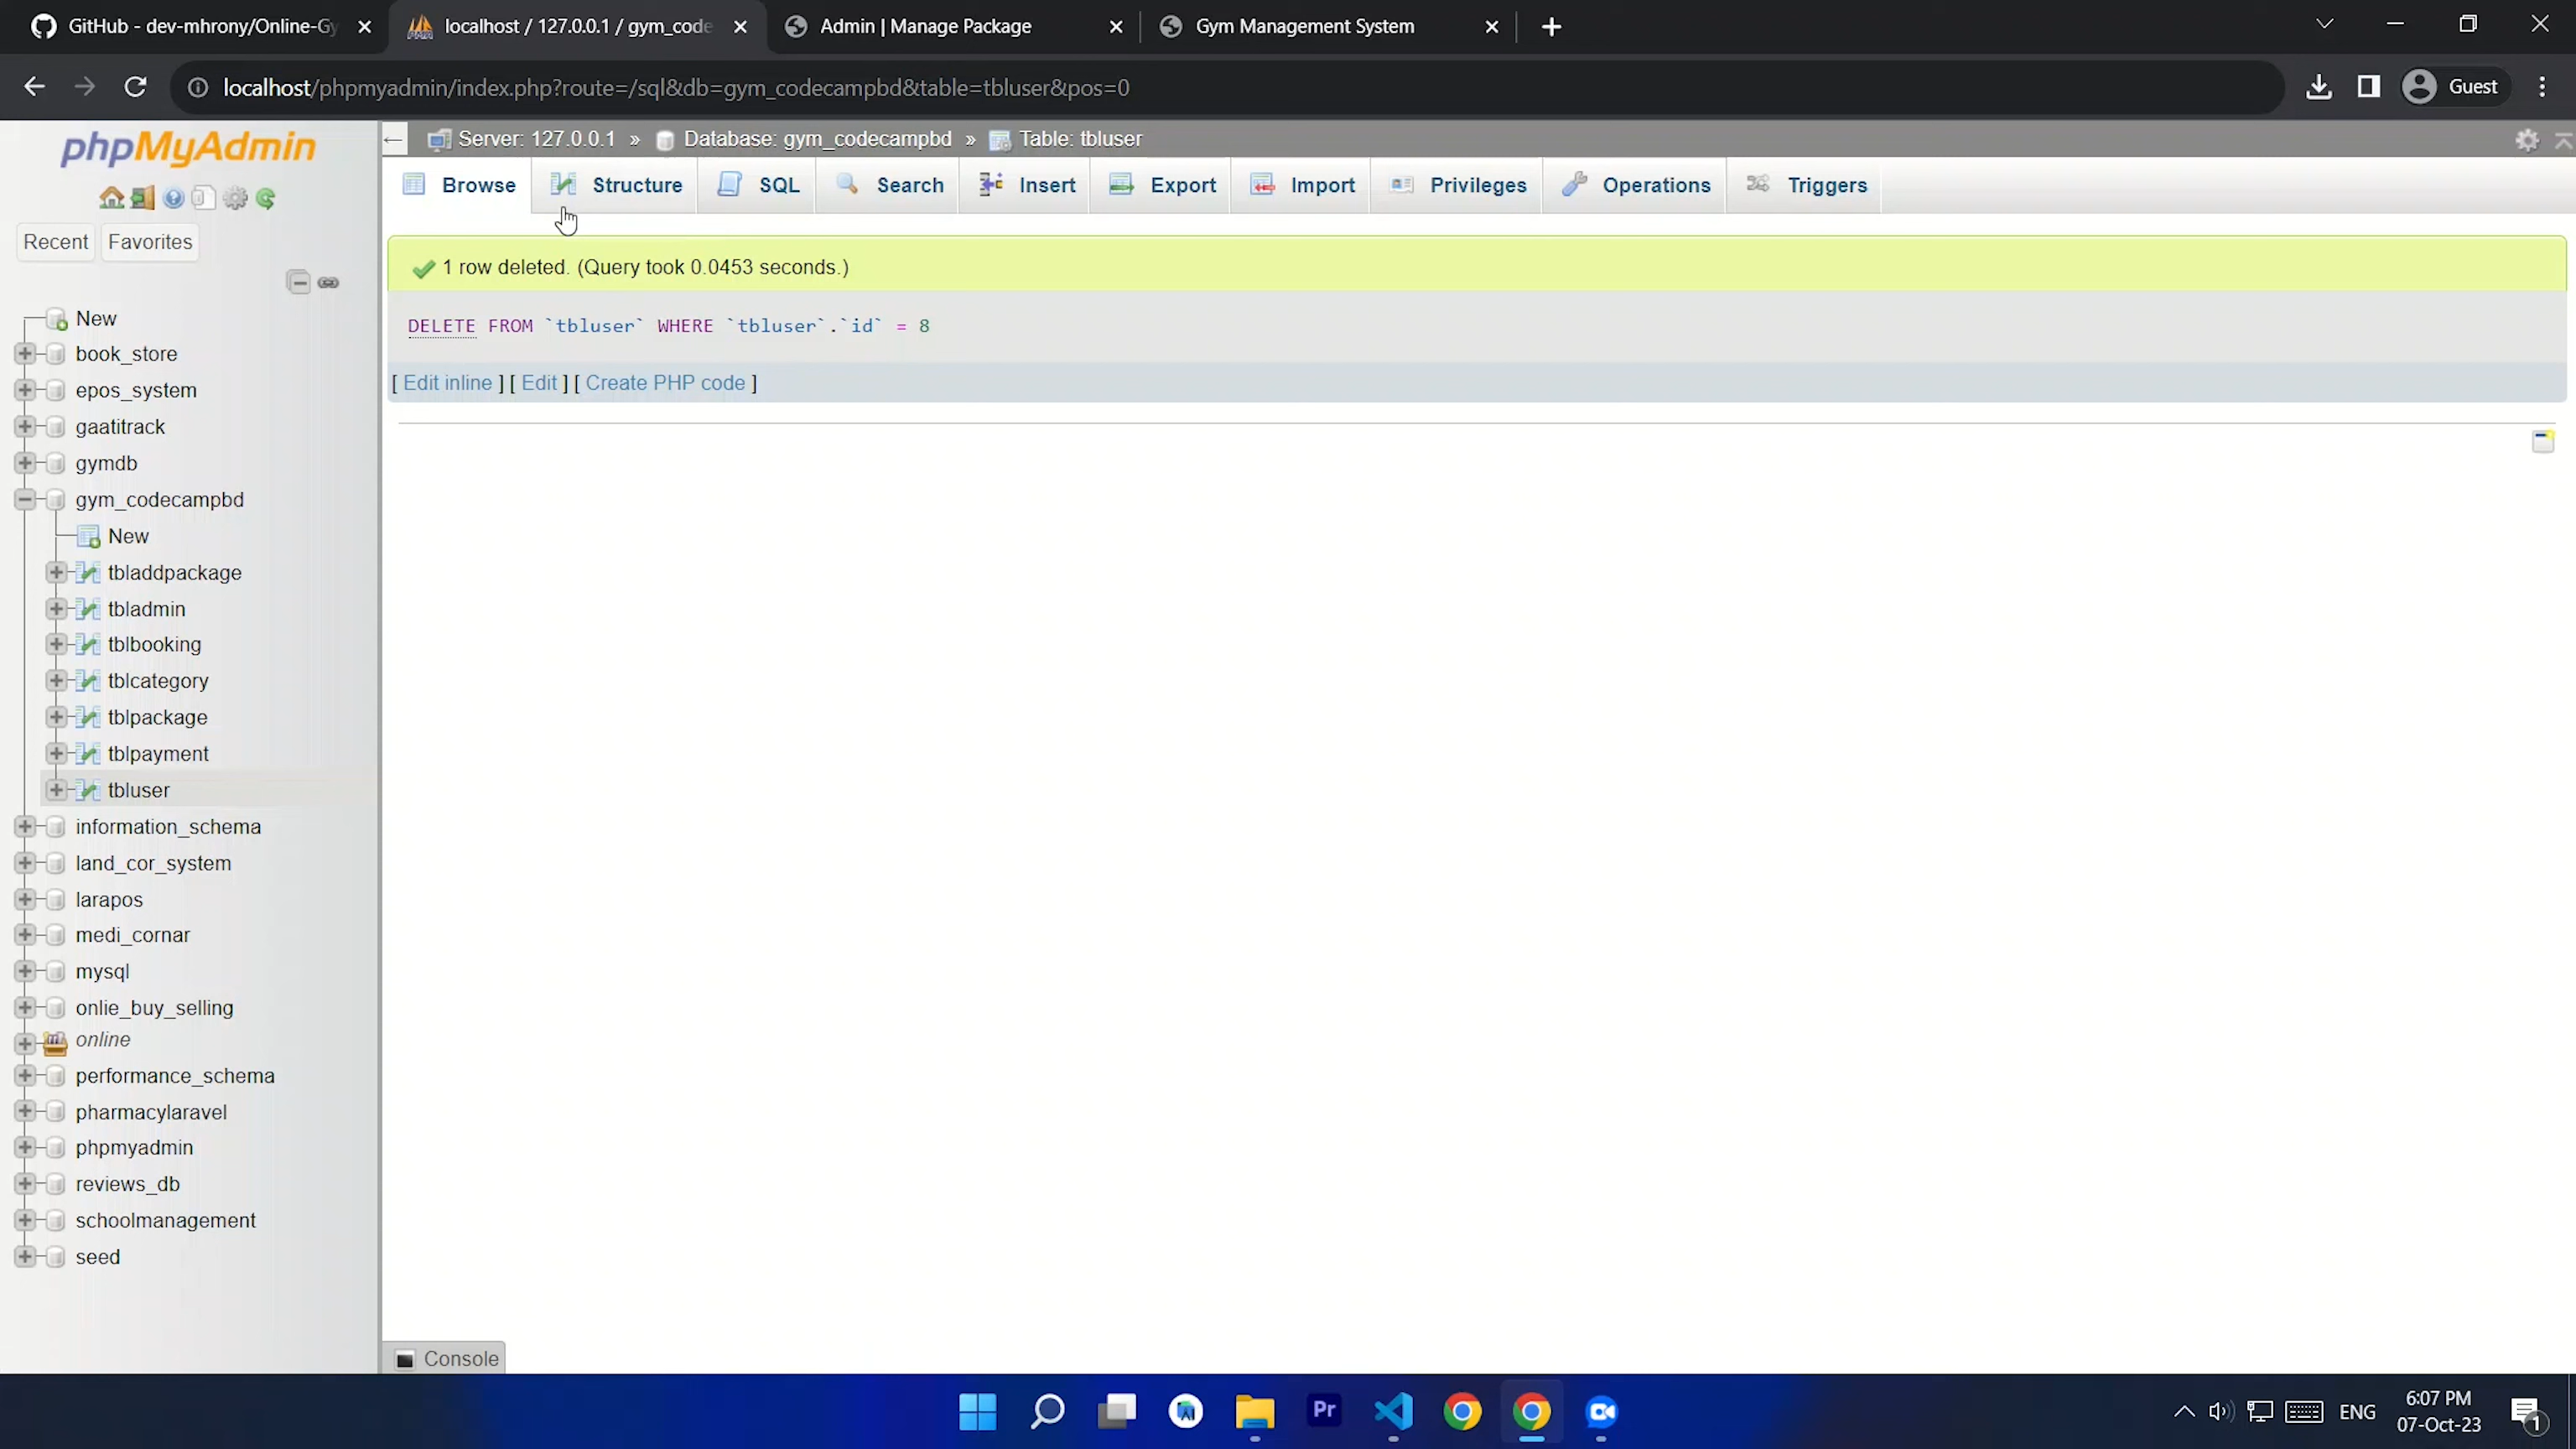 GitHub - dev-mhrony/Online-Gy
localhost / 127.0.0.1 / gym_code
Admin | Manage Package
Gym Management System
localhost/phpmyadmin/index.php?route=/sql&db=gym_codecampbd&table=tbluser&pos=0
Guest
phpMyAdmin
Server: 127.0.0.1 » Database: gym_codecampbd » Table: tbluser
Browse
Structure
SQL
Search
Insert
Export
Import
Privileges
Operations
Triggers
Recent
Favorites
1 row deleted. (Query took 0.0453 seconds.)
DELETE FROM `tbluser` WHERE `tbluser`.`id` = 8
[ Edit inline ] [ Edit ] [ Create PHP code ]
New
book_store
epos_system
gaatitrack
gymdb
gym_codecampbd
New
tbladdpackage
tbladmin
tblbooking
tblcategory
tblpackage
tblpayment
tbluser
information_schema
land_cor_system
larapos
medi_cornar
mysql
onlie_buy_selling
online
performance_schema
pharmacylaravel
phpmyadmin
reviews_db
schoolmanagement
seed
Console
Pr
ENG
6:07 PM
07-Oct-23
1